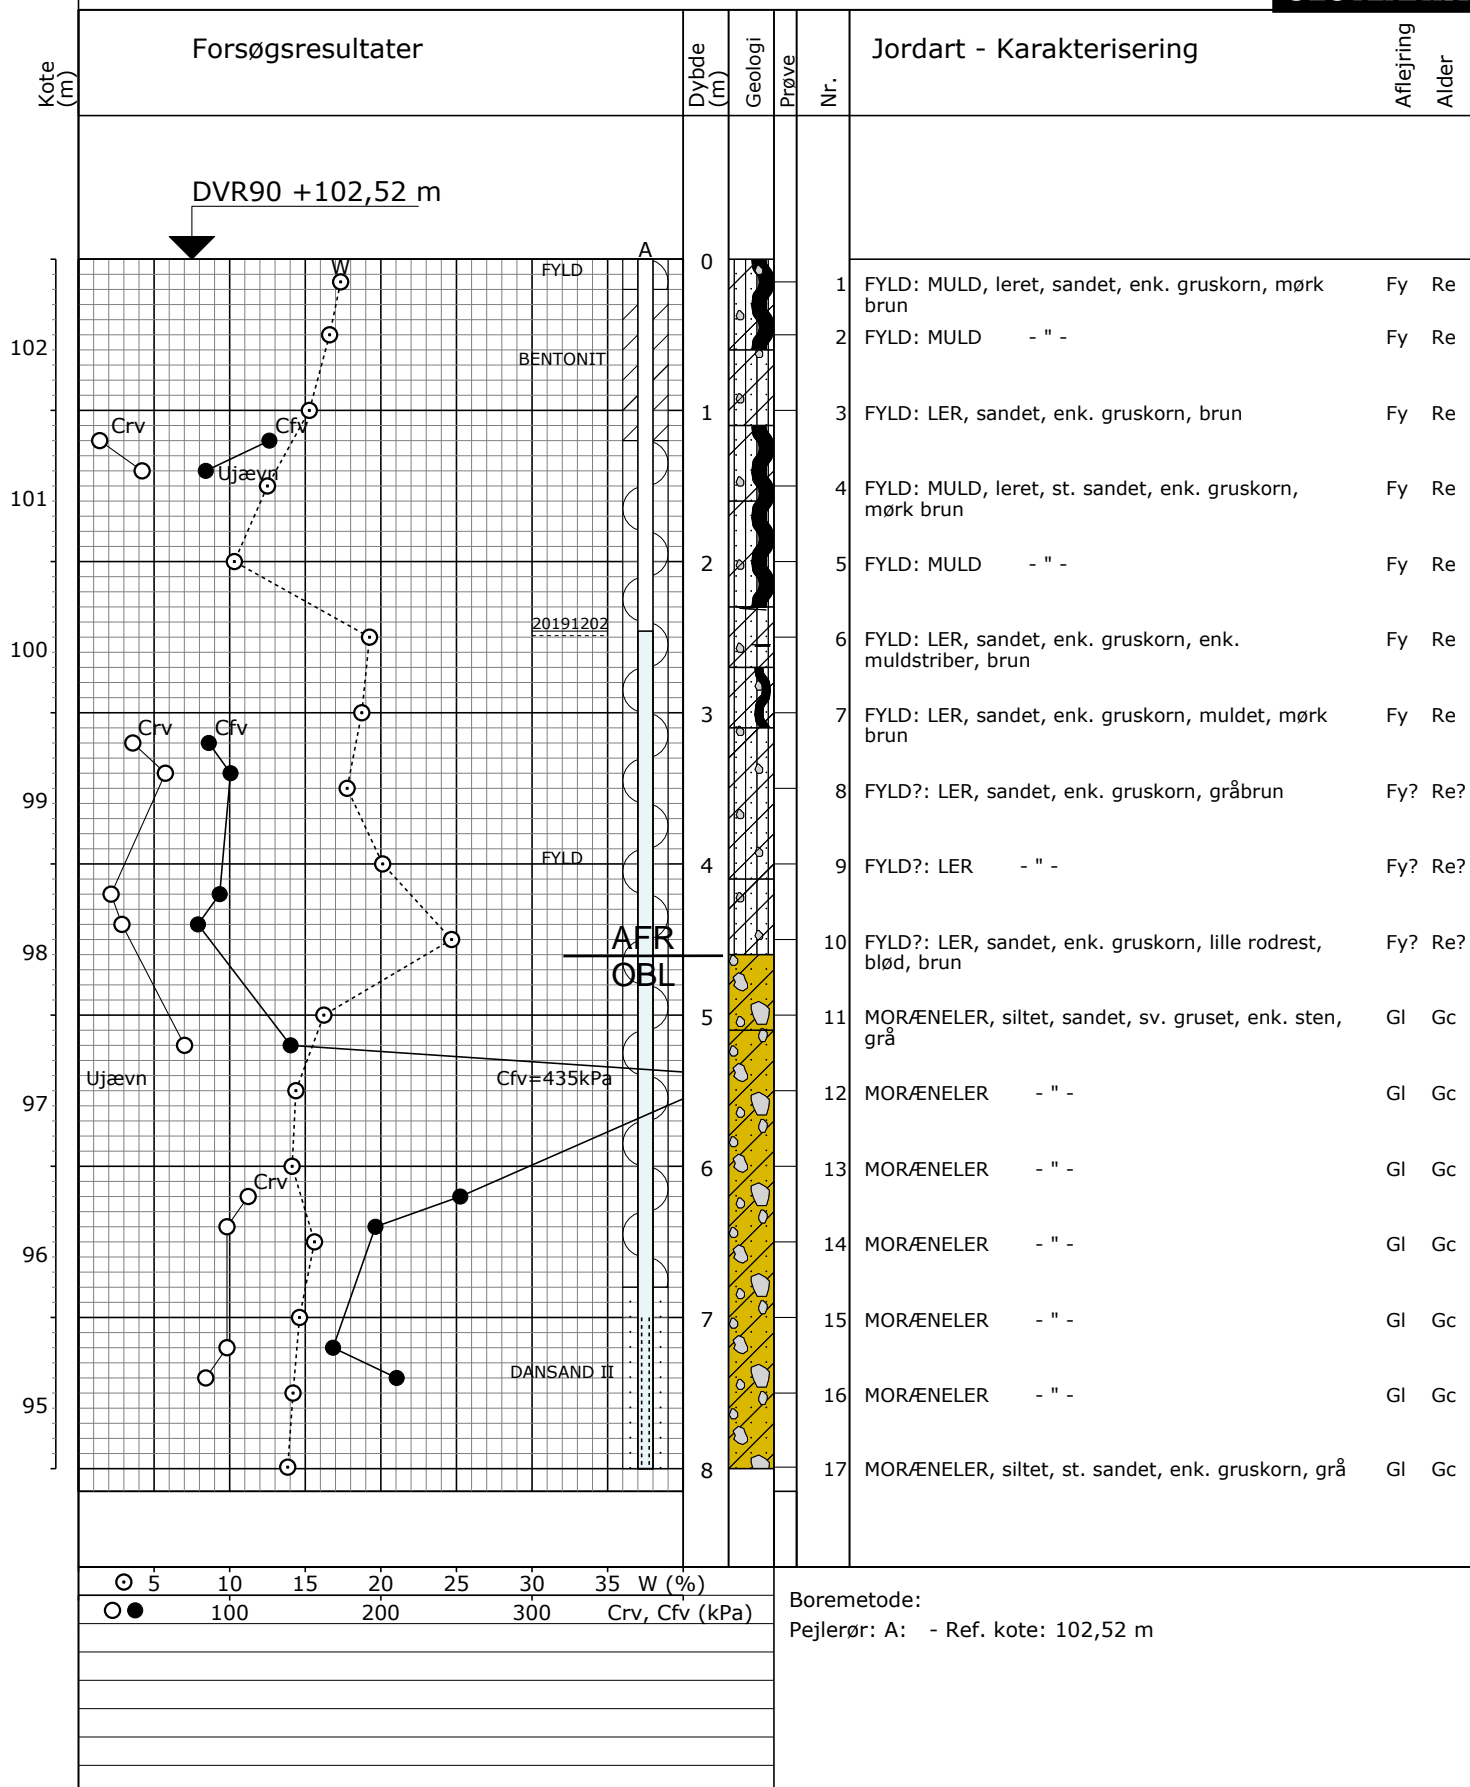 Kote (m)
Forsøgsresultater
Dybde (m)
Geologi
Prøve
Nr.
Jordart - Karakterisering
Aflejring
Alder
DVR90 +102,52 m
A
W
FYLD
BENTONIT
Crv
Cfv
Ujævn
20191202
Crv
Cfv
FYLD
AFR
OBL
Ujævn
Cfv=435kPa
Crv
DANSAND II
102
101
100
99
98
97
96
95
0
1
2
3
4
5
6
7
8
1 FYLD: MULD, leret, sandet, enk. gruskorn, mørk Fy Re
brun
2 FYLD: MULD - " - Fy Re
3 FYLD: LER, sandet, enk. gruskorn, brun Fy Re
4 FYLD: MULD, leret, st. sandet, enk. gruskorn, Fy Re
mørk brun
5 FYLD: MULD - " - Fy Re
6 FYLD: LER, sandet, enk. gruskorn, enk. Fy Re
muldstriber, brun
7 FYLD: LER, sandet, enk. gruskorn, muldet, mørk Fy Re
brun
8 FYLD?: LER, sandet, enk. gruskorn, gråbrun Fy? Re?
9 FYLD?: LER - " - Fy? Re?
10 FYLD?: LER, sandet, enk. gruskorn, lille rodrest, Fy? Re?
blød, brun
11 MORÆNELER, siltet, sandet, sv. gruset, enk. sten, Gl Gc
grå
12 MORÆNELER - " - Gl Gc
13 MORÆNELER - " - Gl Gc
14 MORÆNELER - " - Gl Gc
15 MORÆNELER - " - Gl Gc
16 MORÆNELER - " - Gl Gc
17 MORÆNELER, siltet, st. sandet, enk. gruskorn, grå Gl Gc
5 10 15 20 25 30 35 W (%)
100 200 300 Crv, Cfv (kPa)
Boremetode:
Pejlerør: A: - Ref. kote: 102,52 m